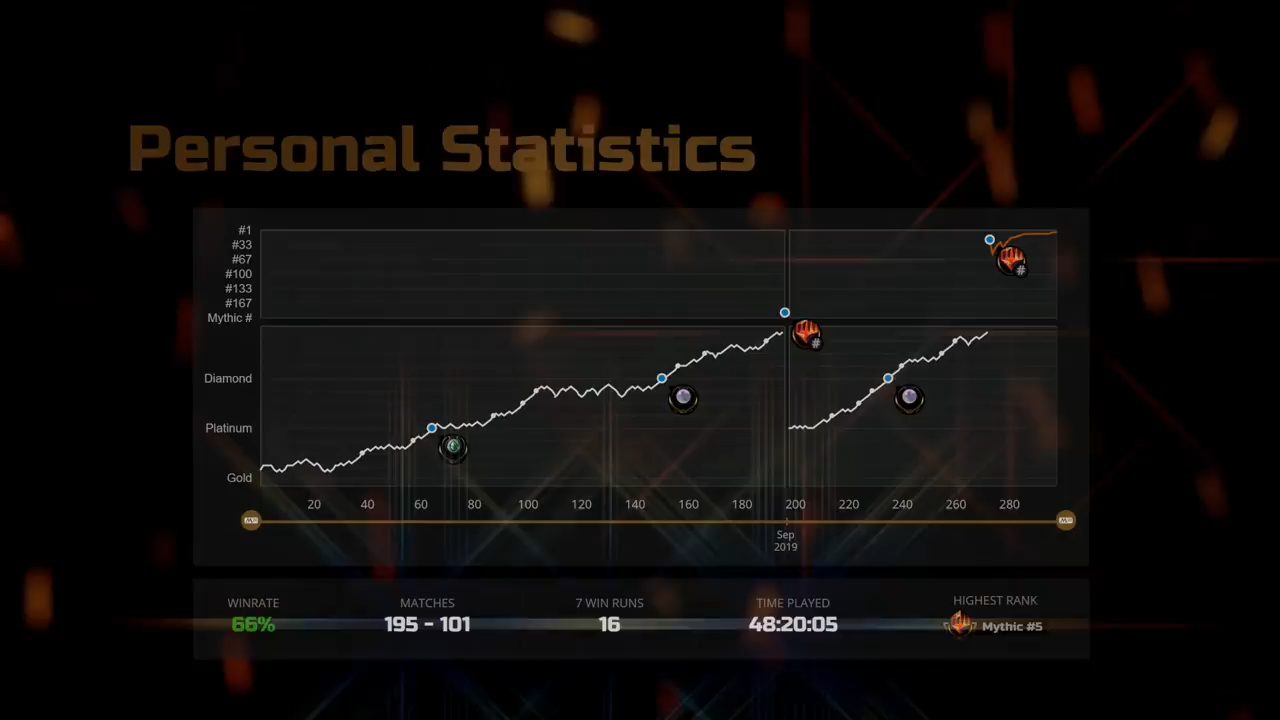 Personal Statistics
#1
#33
#67
#100
#133
#167
Mythic #
Diamond
Platinum
Gold
20 40 60 80 100 120 140 160 180 200 220 240 260 280
Sep
2019
WINRATE MATCHES 7 WIN RUNS TIME PLAYED HIGHEST RANK
66% 195 - 101 16 48:20:05 Mythic #5
#
#